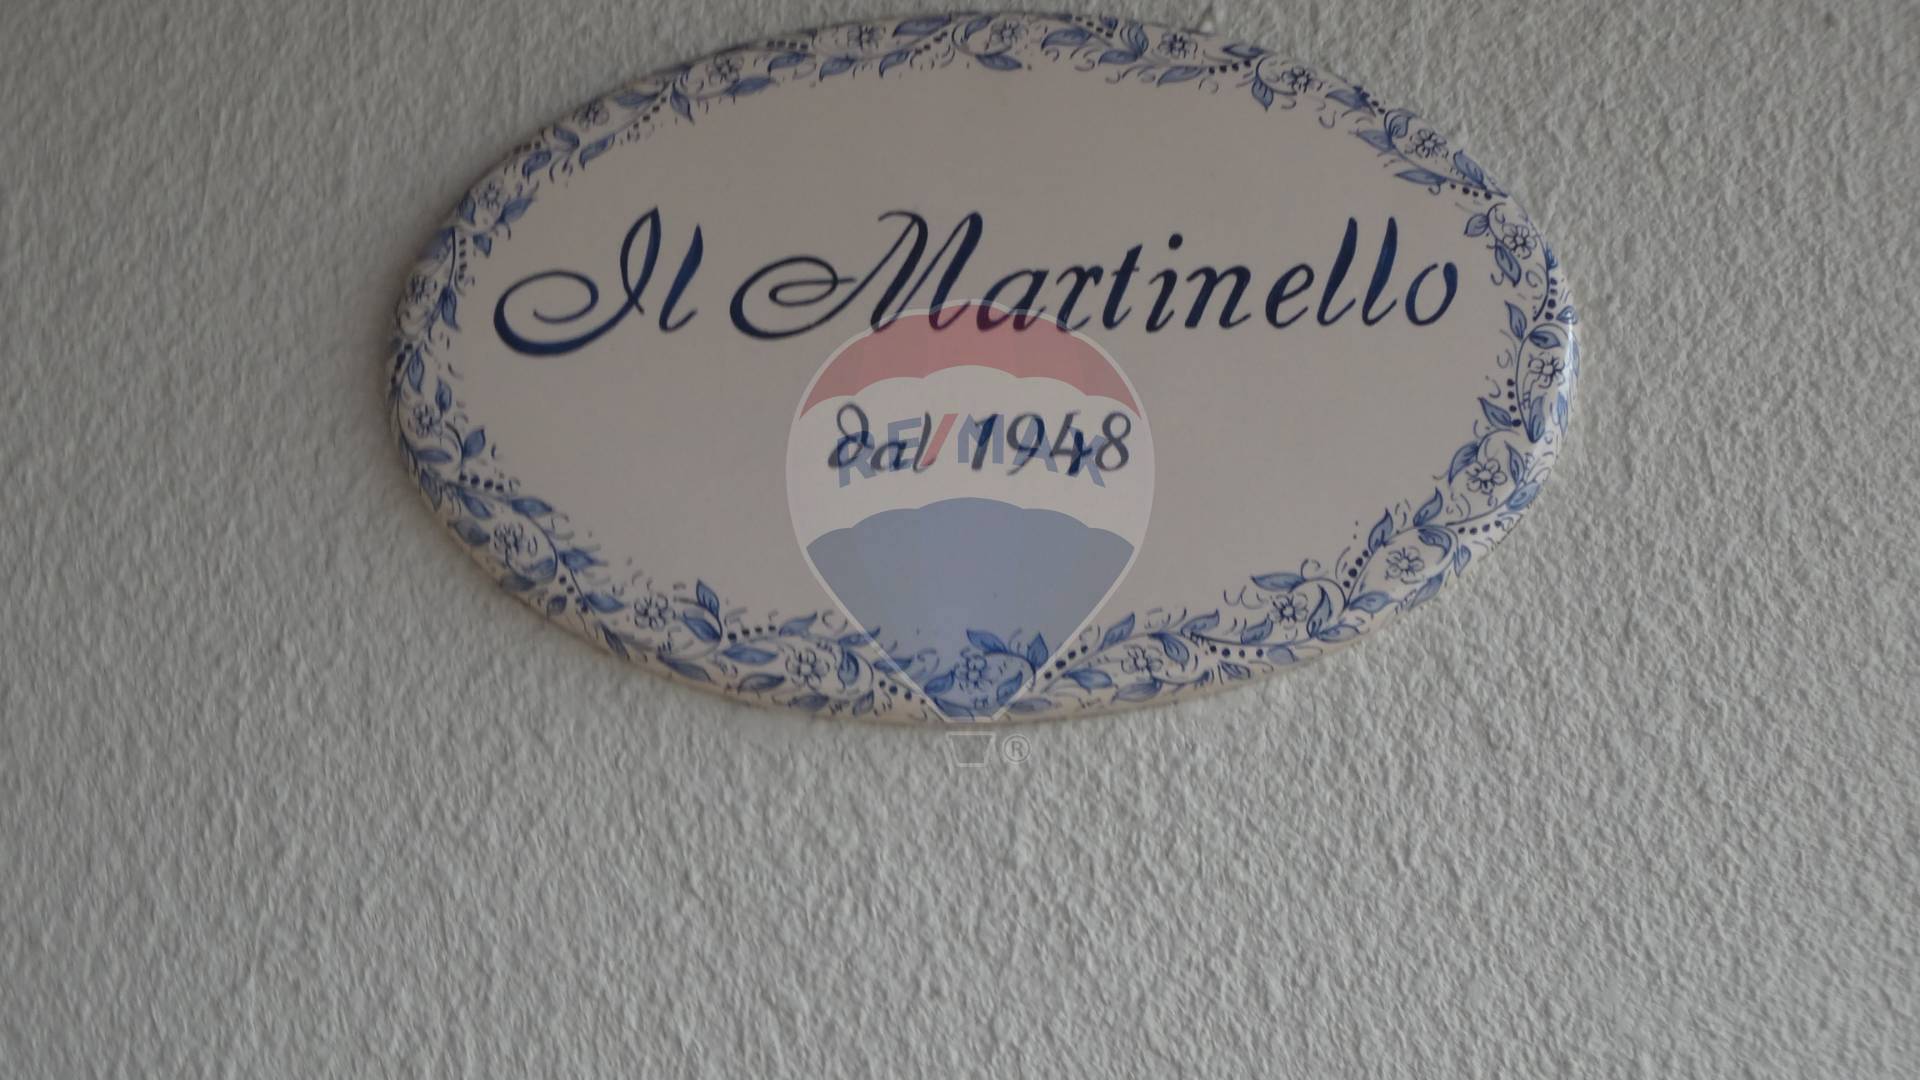 Il Martinello
dal 1948
RE/MAX
®